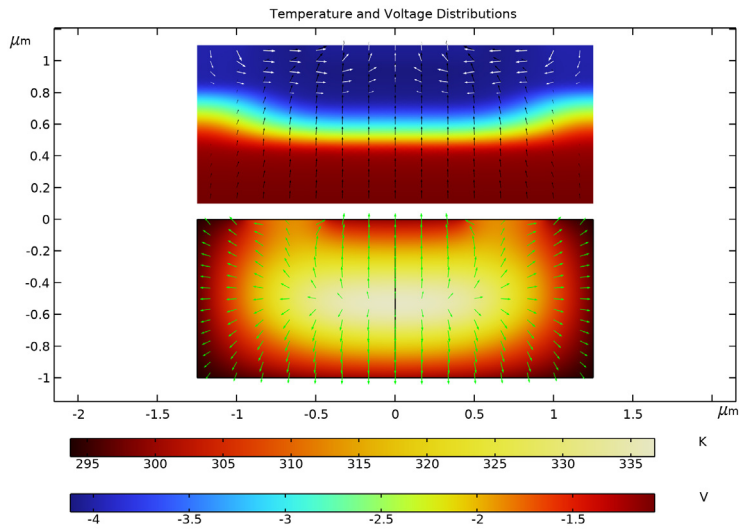 Temperature and Voltage Distributions
μm
1
0.8
0.6
0.4
0.2
0
-0.2
-0.4
-0.6
-0.8
-1
-2 -1.5 -1 -0.5 0 0.5 1 1.5 μm
K
295 300 305 310 315 320 325 330 335
V
-4 -3.5 -3 -2.5 -2 -1.5